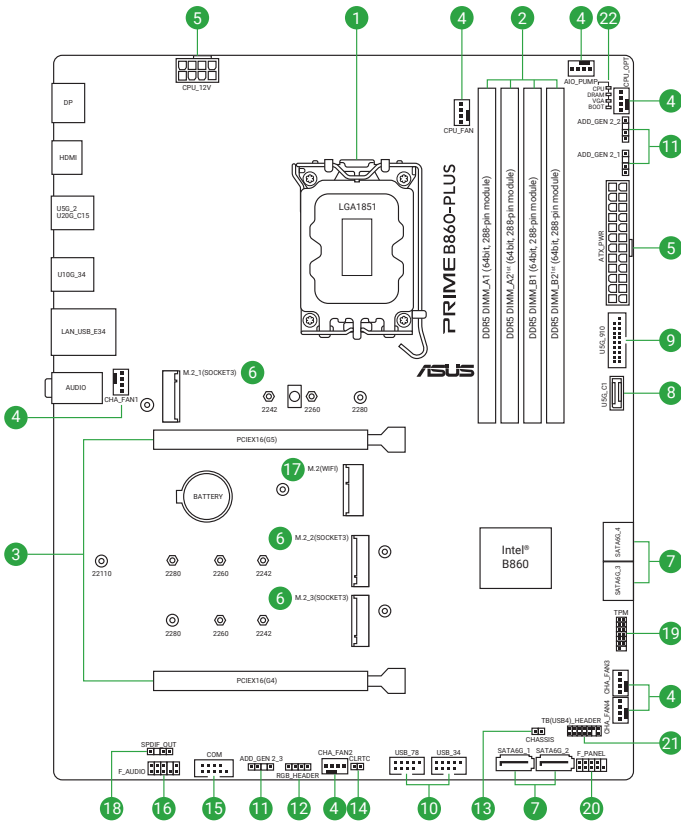 5
1
4
2
4
22
CPU_12V
AIO_PUMP
CPU_OPT
CPU
DRAM
VGA
BOOT
4
DP
CPU_FAN
ADD_GEN 2_2
11
HDMI
ADD_GEN 2_1
LGA1851
PRIME B860-PLUS
DDR5 DIMM_A1 (64bit, 288-pin module)
DDR5 DIMM_A2¹ˢᵗ (64bit, 288-pin module)
DDR5 DIMM_B1 (64bit, 288-pin module)
DDR5 DIMM_B2¹ˢᵗ (64bit, 288-pin module)
U5G_2
U20G_C15
ATX_PWR
5
U10G_34
LAN_USB_E34
U5G_910
9
ASUS
AUDIO
CHA_FAN1
4
M.2_1(SOCKET3)
6
2242
2260
2280
U5G_C1
8
PCIEX16(G5)
17
M.2(WIFI)
BATTERY
3
6
M.2_2(SOCKET3)
Intel®
B860
SATA6G_4
SATA6G_3
7
22110
2280
2260
2242
6
M.2_3(SOCKET3)
TPM
19
2280
2260
2242
PCIEX16(G4)
CHA_FAN3
CHA_FAN4
4
TB(USB4)_HEADER
21
CHASSIS
SPDIF_OUT
F_AUDIO
COM
ADD_GEN 2_3
RGB_HEADER
CHA_FAN2
CLRTC
USB_78
USB_34
SATA6G_1
SATA6G_2
F_PANEL
18
16
15
11
12
4
14
10
13
7
20